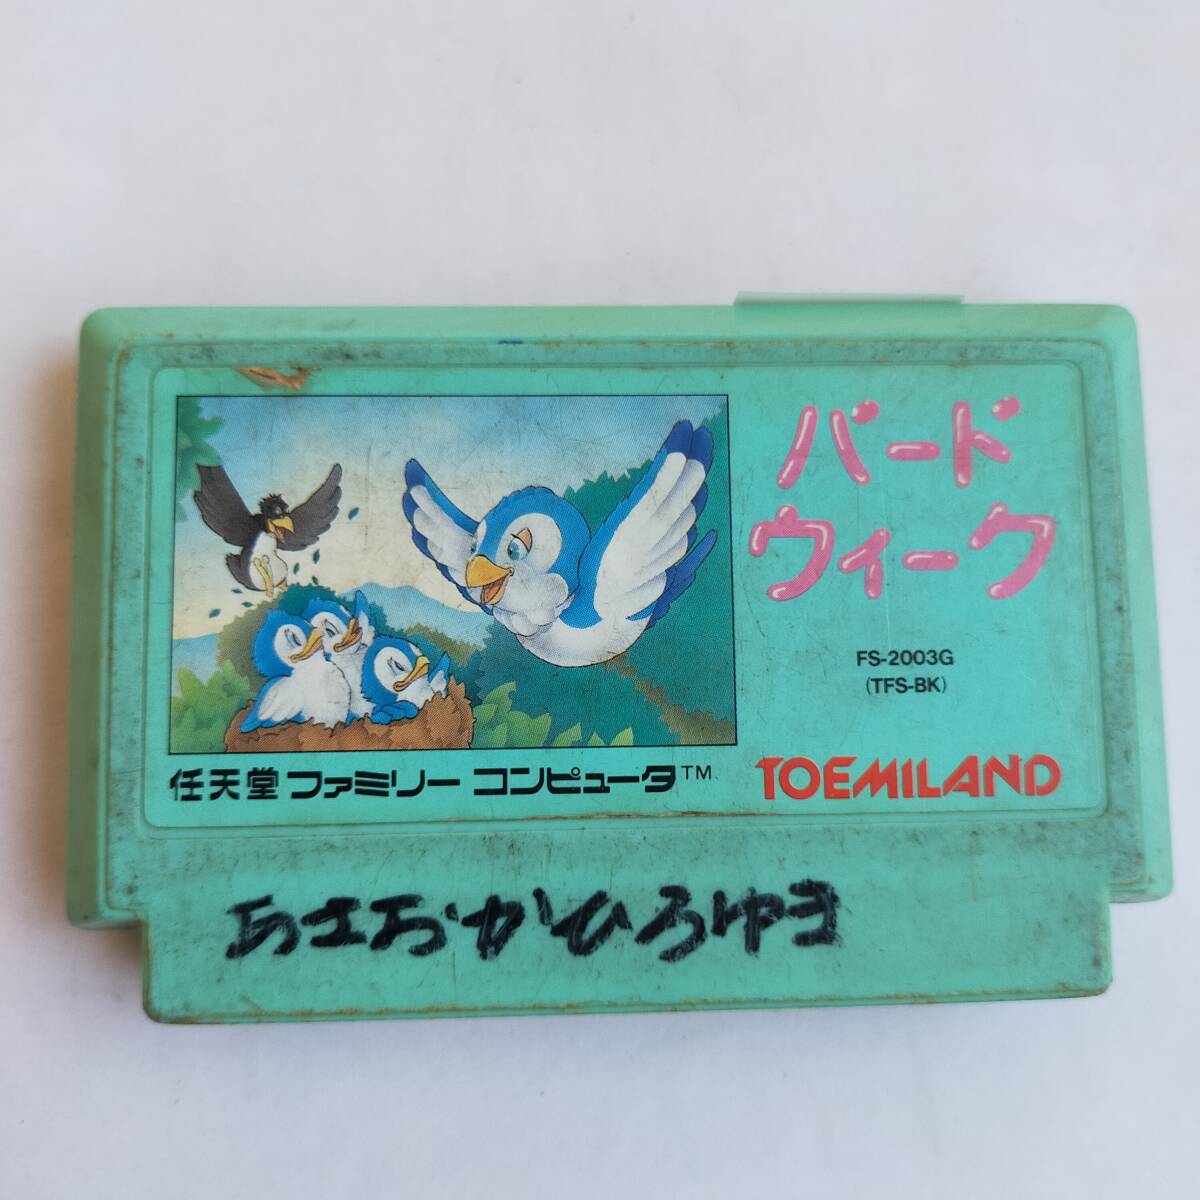 バード
ウィーク
FS-2003G
(TFS-BK)
任天堂 ファミリー コンピュータ™
TOEMILAND
あさおかひろゆき